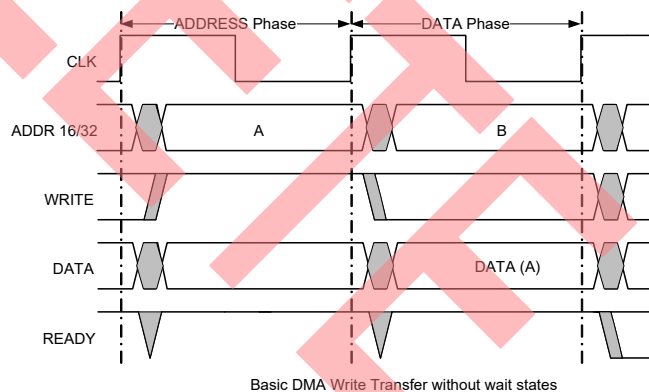 ADDRESS Phase DATA Phase
CLK
ADDR 16/32 A B
WRITE
DATA DATA (A)
READY
Basic DMA Write Transfer without wait states